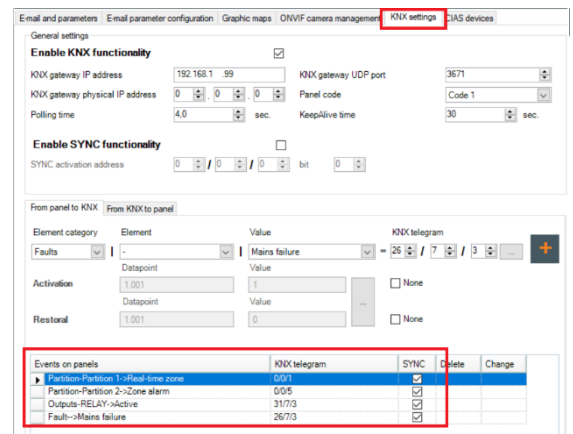 E-mail and parameters E-mail parameter configuration Graphic maps ONVIF camera management KNX settings CIAS devices
General settings
Enable KNX functionality
KNX gateway IP address 192.168.1 .99 KNX gateway UDP port 3671
KNX gateway physical IP address 0 . 0 . 0 Panel code Code 1
Polling time 4,0 sec. KeepAlive time 30 sec.
Enable SYNC functionality
SYNC activation address 0 / 0 / 0 bit 0
From panel to KNX From KNX to panel
Element category Element Value KNX telegram
Faults | - | Mains failure = 26 / 7 / 3 ... +
Datapoint Value
Activation 1.001 1 None
...
Datapoint Value
Restoral 1.001 0 None
Events on panels KNX telegram SYNC Delete Change
Partition-Partition 1->Real-time zone 0/0/1
Partition-Partition 2->Zone alarm 0/0/5
Outputs-RELAY->Active 31/7/3
Fault-->Mains failure 26/7/3